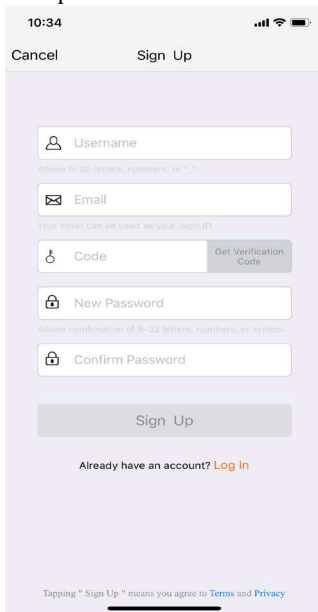 10:34
Cancel Sign Up
Username
Allows 6-20 letters, numbers, or "_".
Email
Your email can be used as your login ID.
Code
Get Verification
Code
New Password
Allows combination of 8-32 letters, numbers, or symbol.
Confirm Password
Sign Up
Already have an account? Log In
Tapping " Sign Up " means you agree to Terms and Privacy